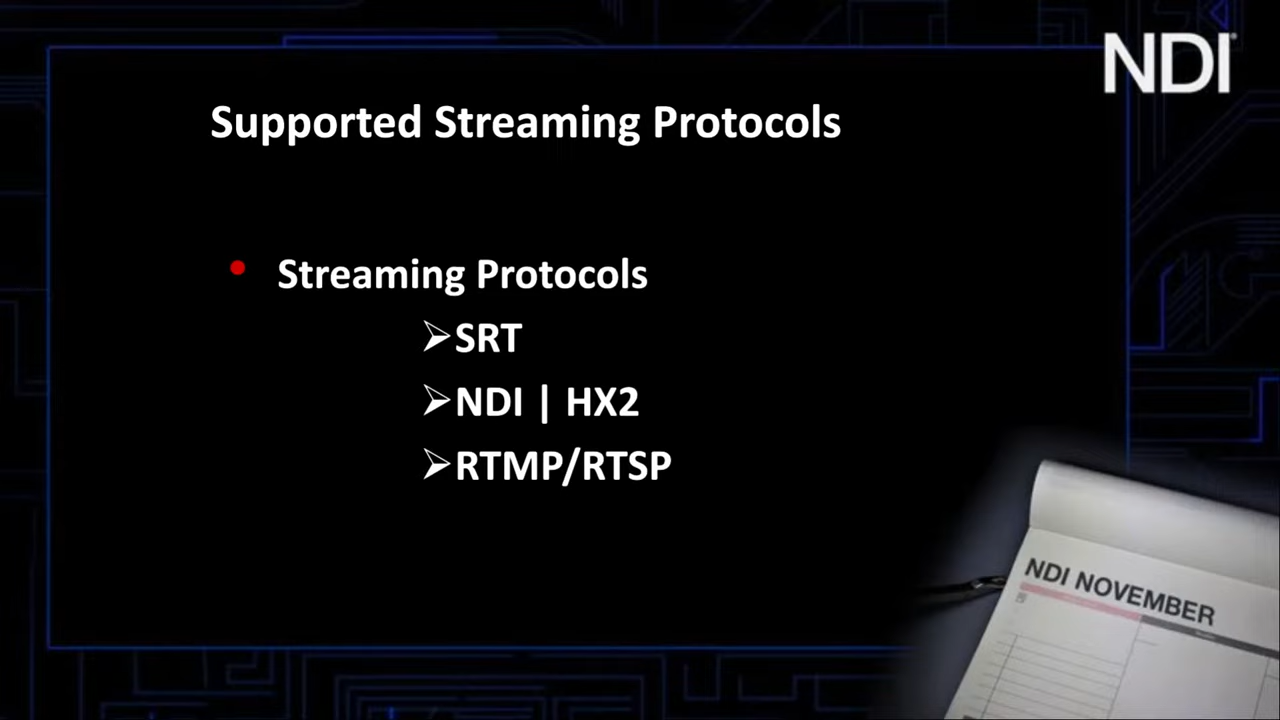 NDI
Supported Streaming Protocols
• Streaming Protocols
➢SRT
➢NDI | HX2
➢RTMP/RTSP
NDI NOVEMBER